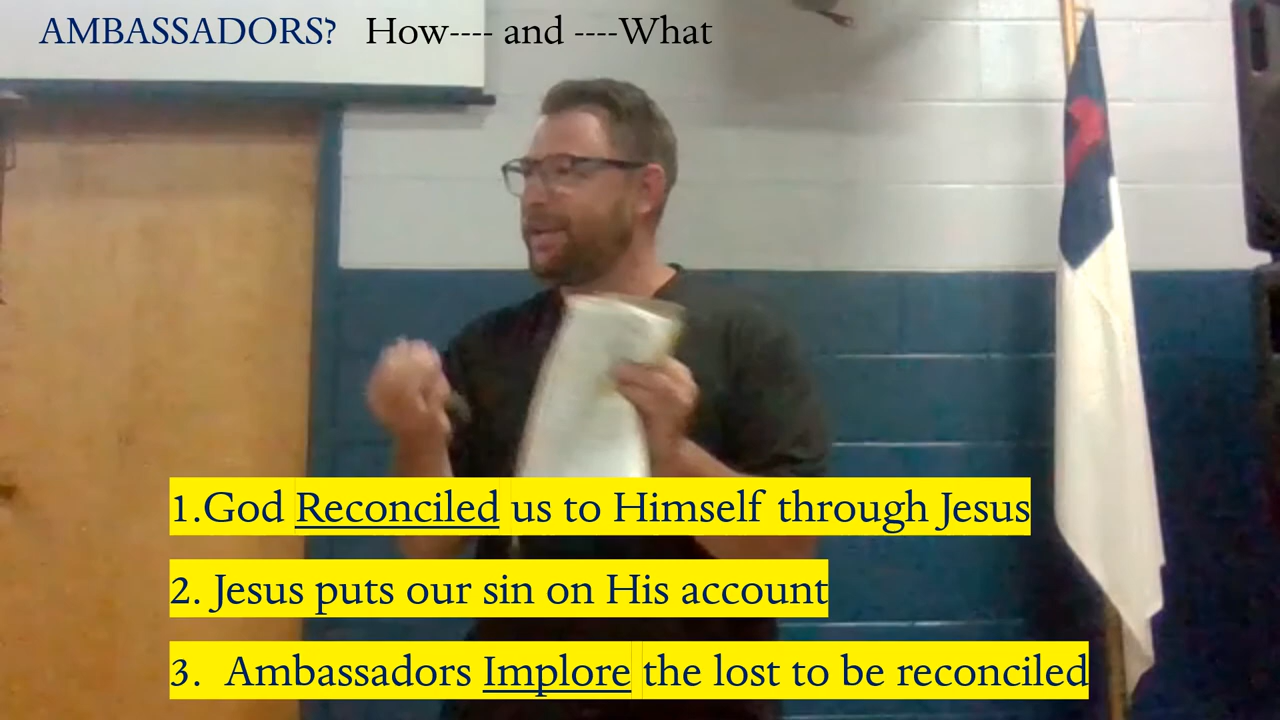 AMBASSADORS? How---- and ----What
1.God Reconciled us to Himself through Jesus
2. Jesus puts our sin on His account
3. Ambassadors Implore the lost to be reconciled